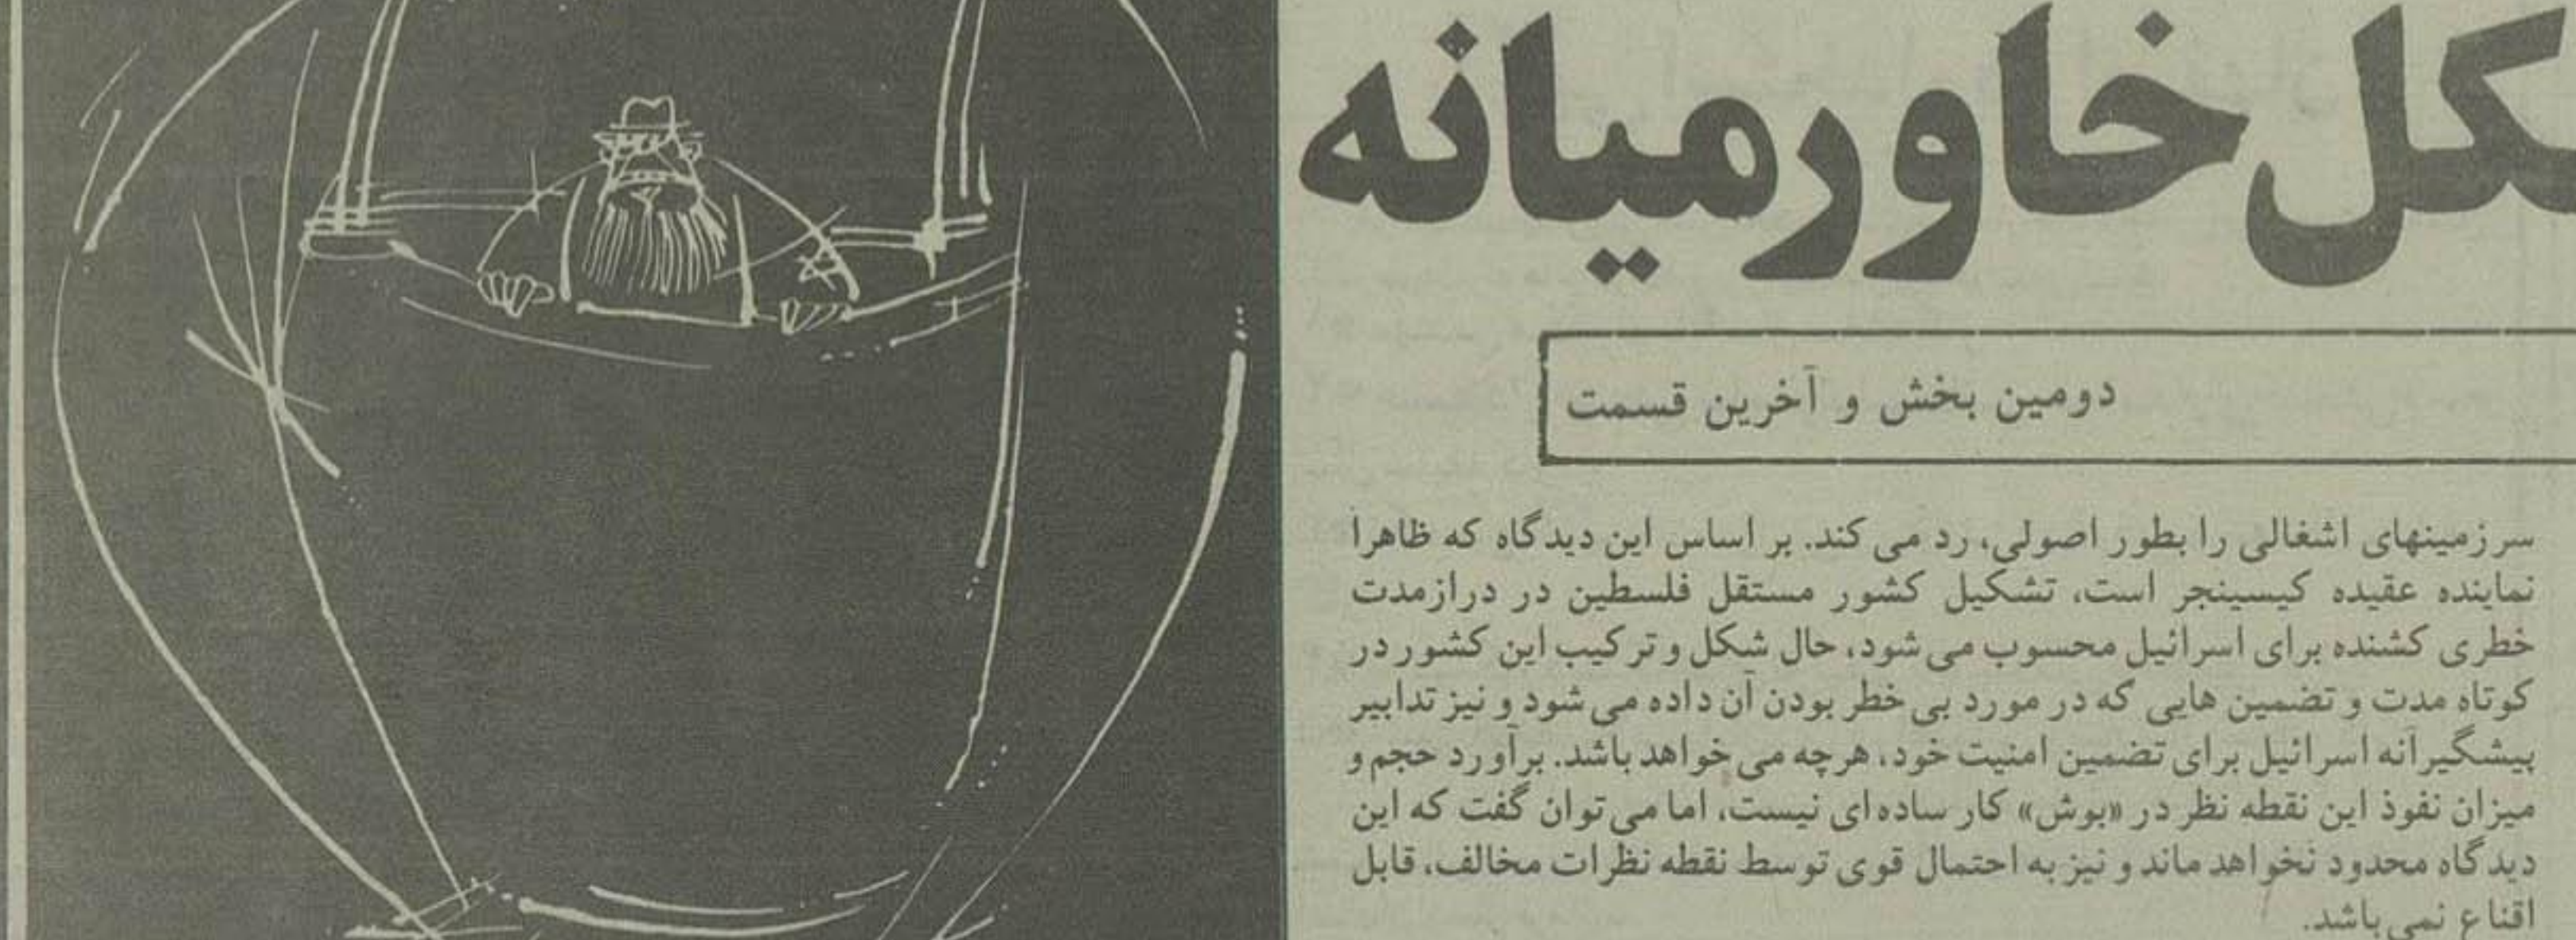 کل خاورمیانه
دومین بخش و آخرین قسمت
سرزمینهای اشغالی را بطور اصولی، رد می‌کند. بر اساس این دیدگاه که ظاهرا
نماینده عقیده کیسینجر است، تشکیل کشور مستقل فلسطین در درازمدت
خطری کشنده برای اسرائیل محسوب می‌شود، حال شکل و ترکیب این کشور در
کوتاه مدت و تضمین هایی که در مورد بی‌خطر بودن آن داده می‌شود و نیز تدابیر
پیشگیرانه اسرائیل برای تضمین امنیت خود، هرچه می‌خواهد باشد. برآورد حجم و
میزان نفوذ این نقطه نظر در «بوش» کار ساده‌ای نیست، اما می‌توان گفت که این
دیدگاه محدود نخواهد ماند و نیز به احتمال قوی توسط نقطه نظرات مخالف، قابل
اقناع نمی‌باشد.